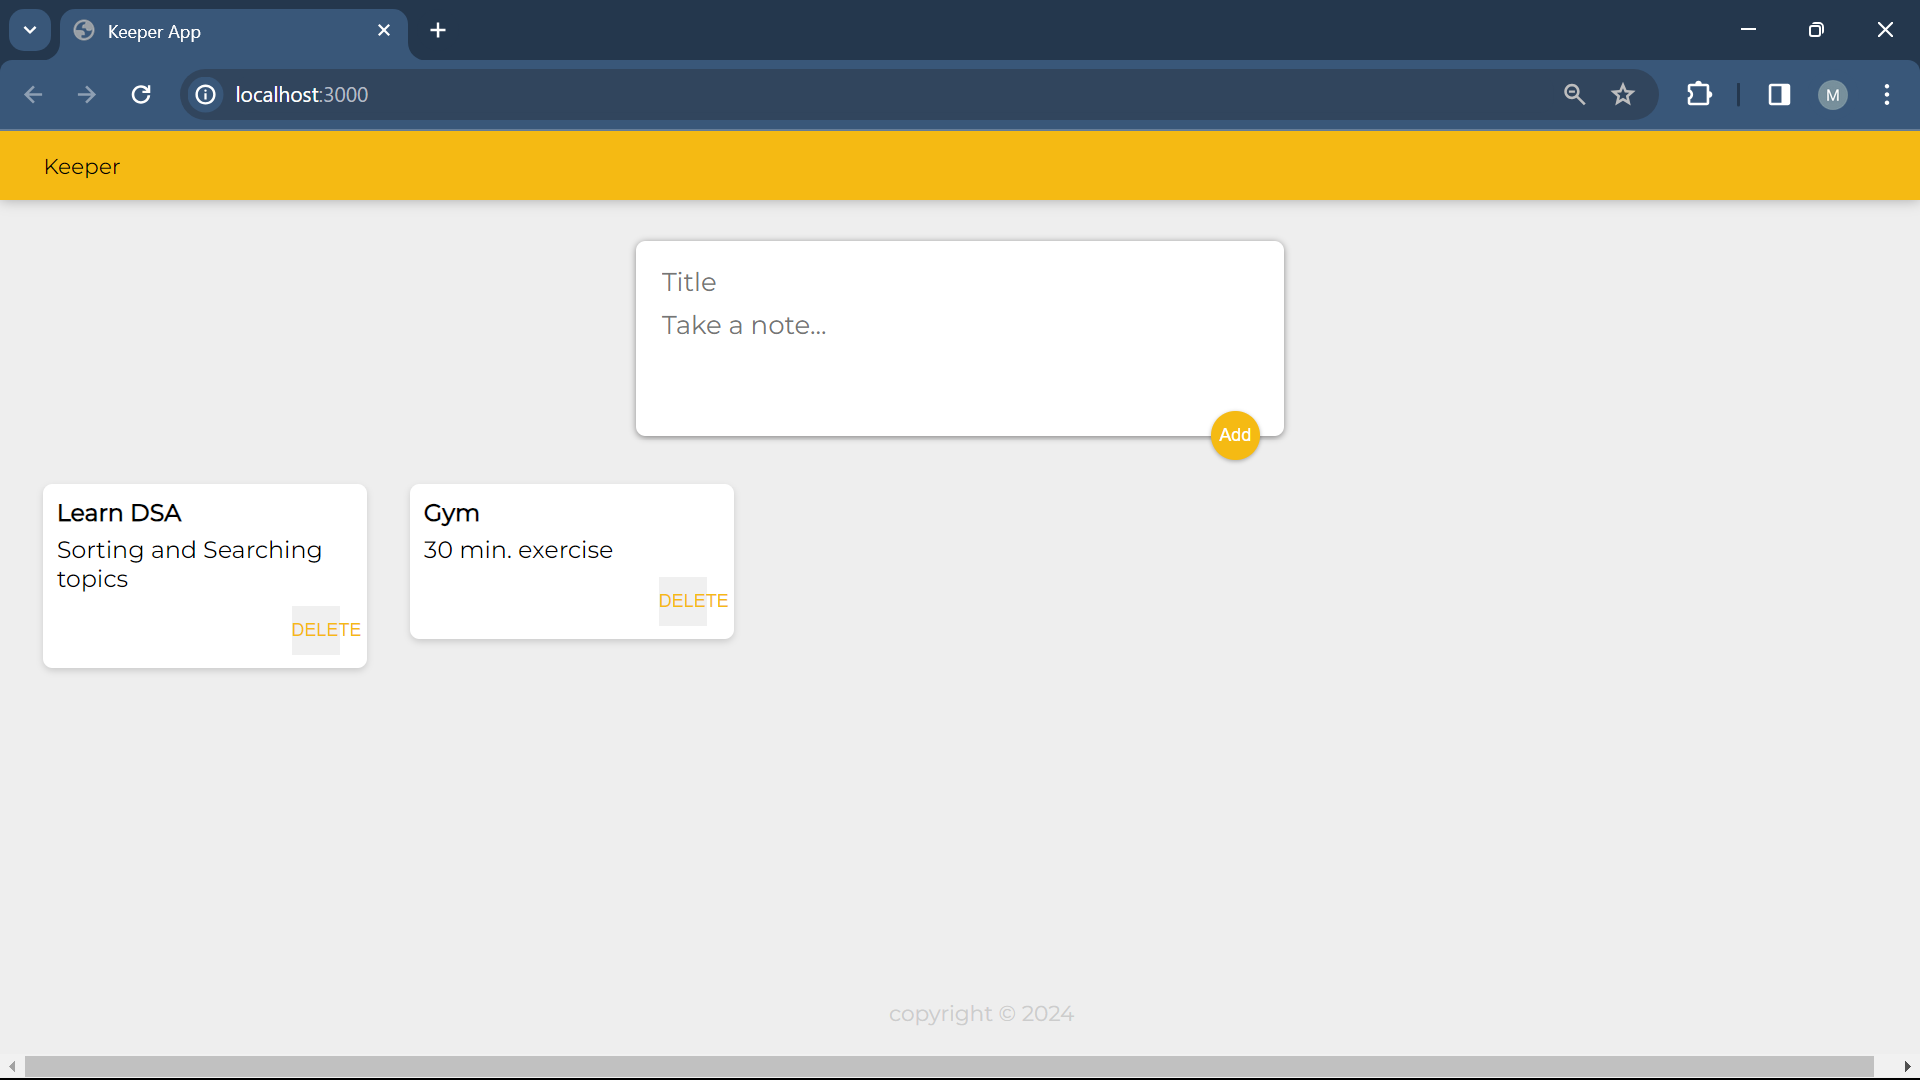 Keeper App
localhost:3000
M
Keeper
Title
Take a note...
Add
Learn DSA
Sorting and Searching
topics
DELETE
Gym
30 min. exercise
DELETE
copyright © 2024